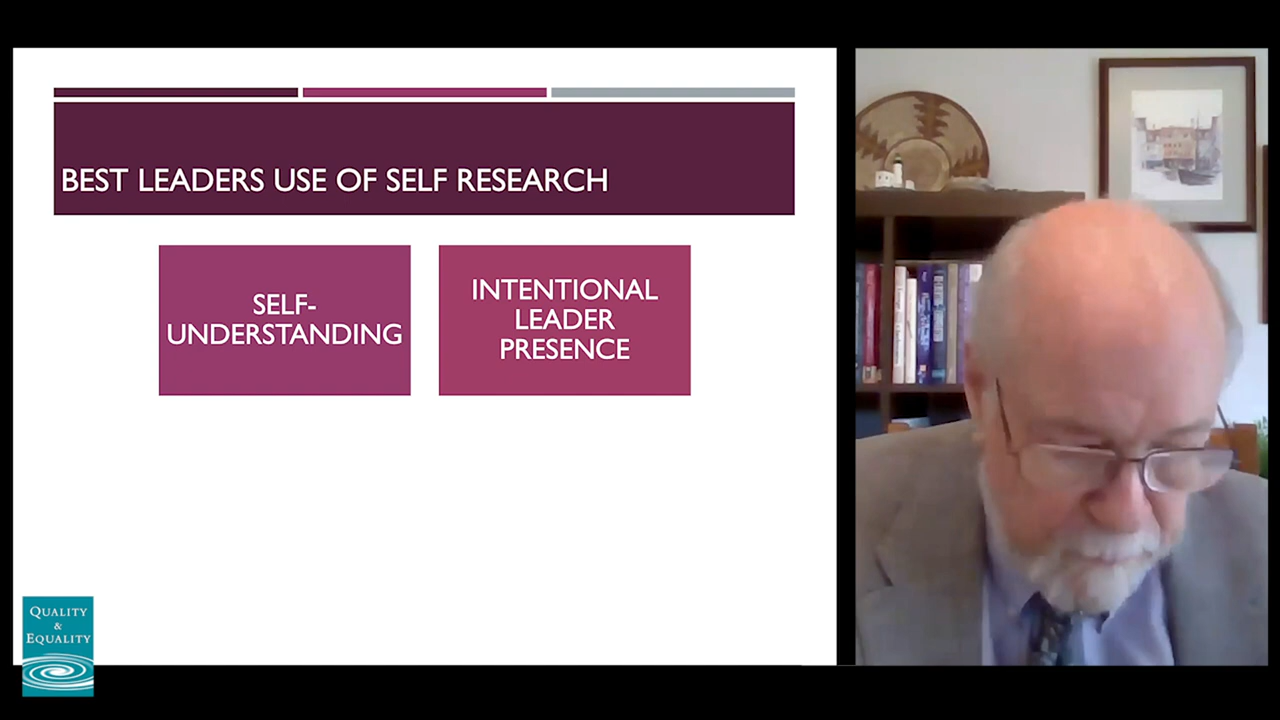 BEST LEADERS USE OF SELF RESEARCH
SELF-
UNDERSTANDING
INTENTIONAL
LEADER
PRESENCE
QUALITY
&
EQUALITY